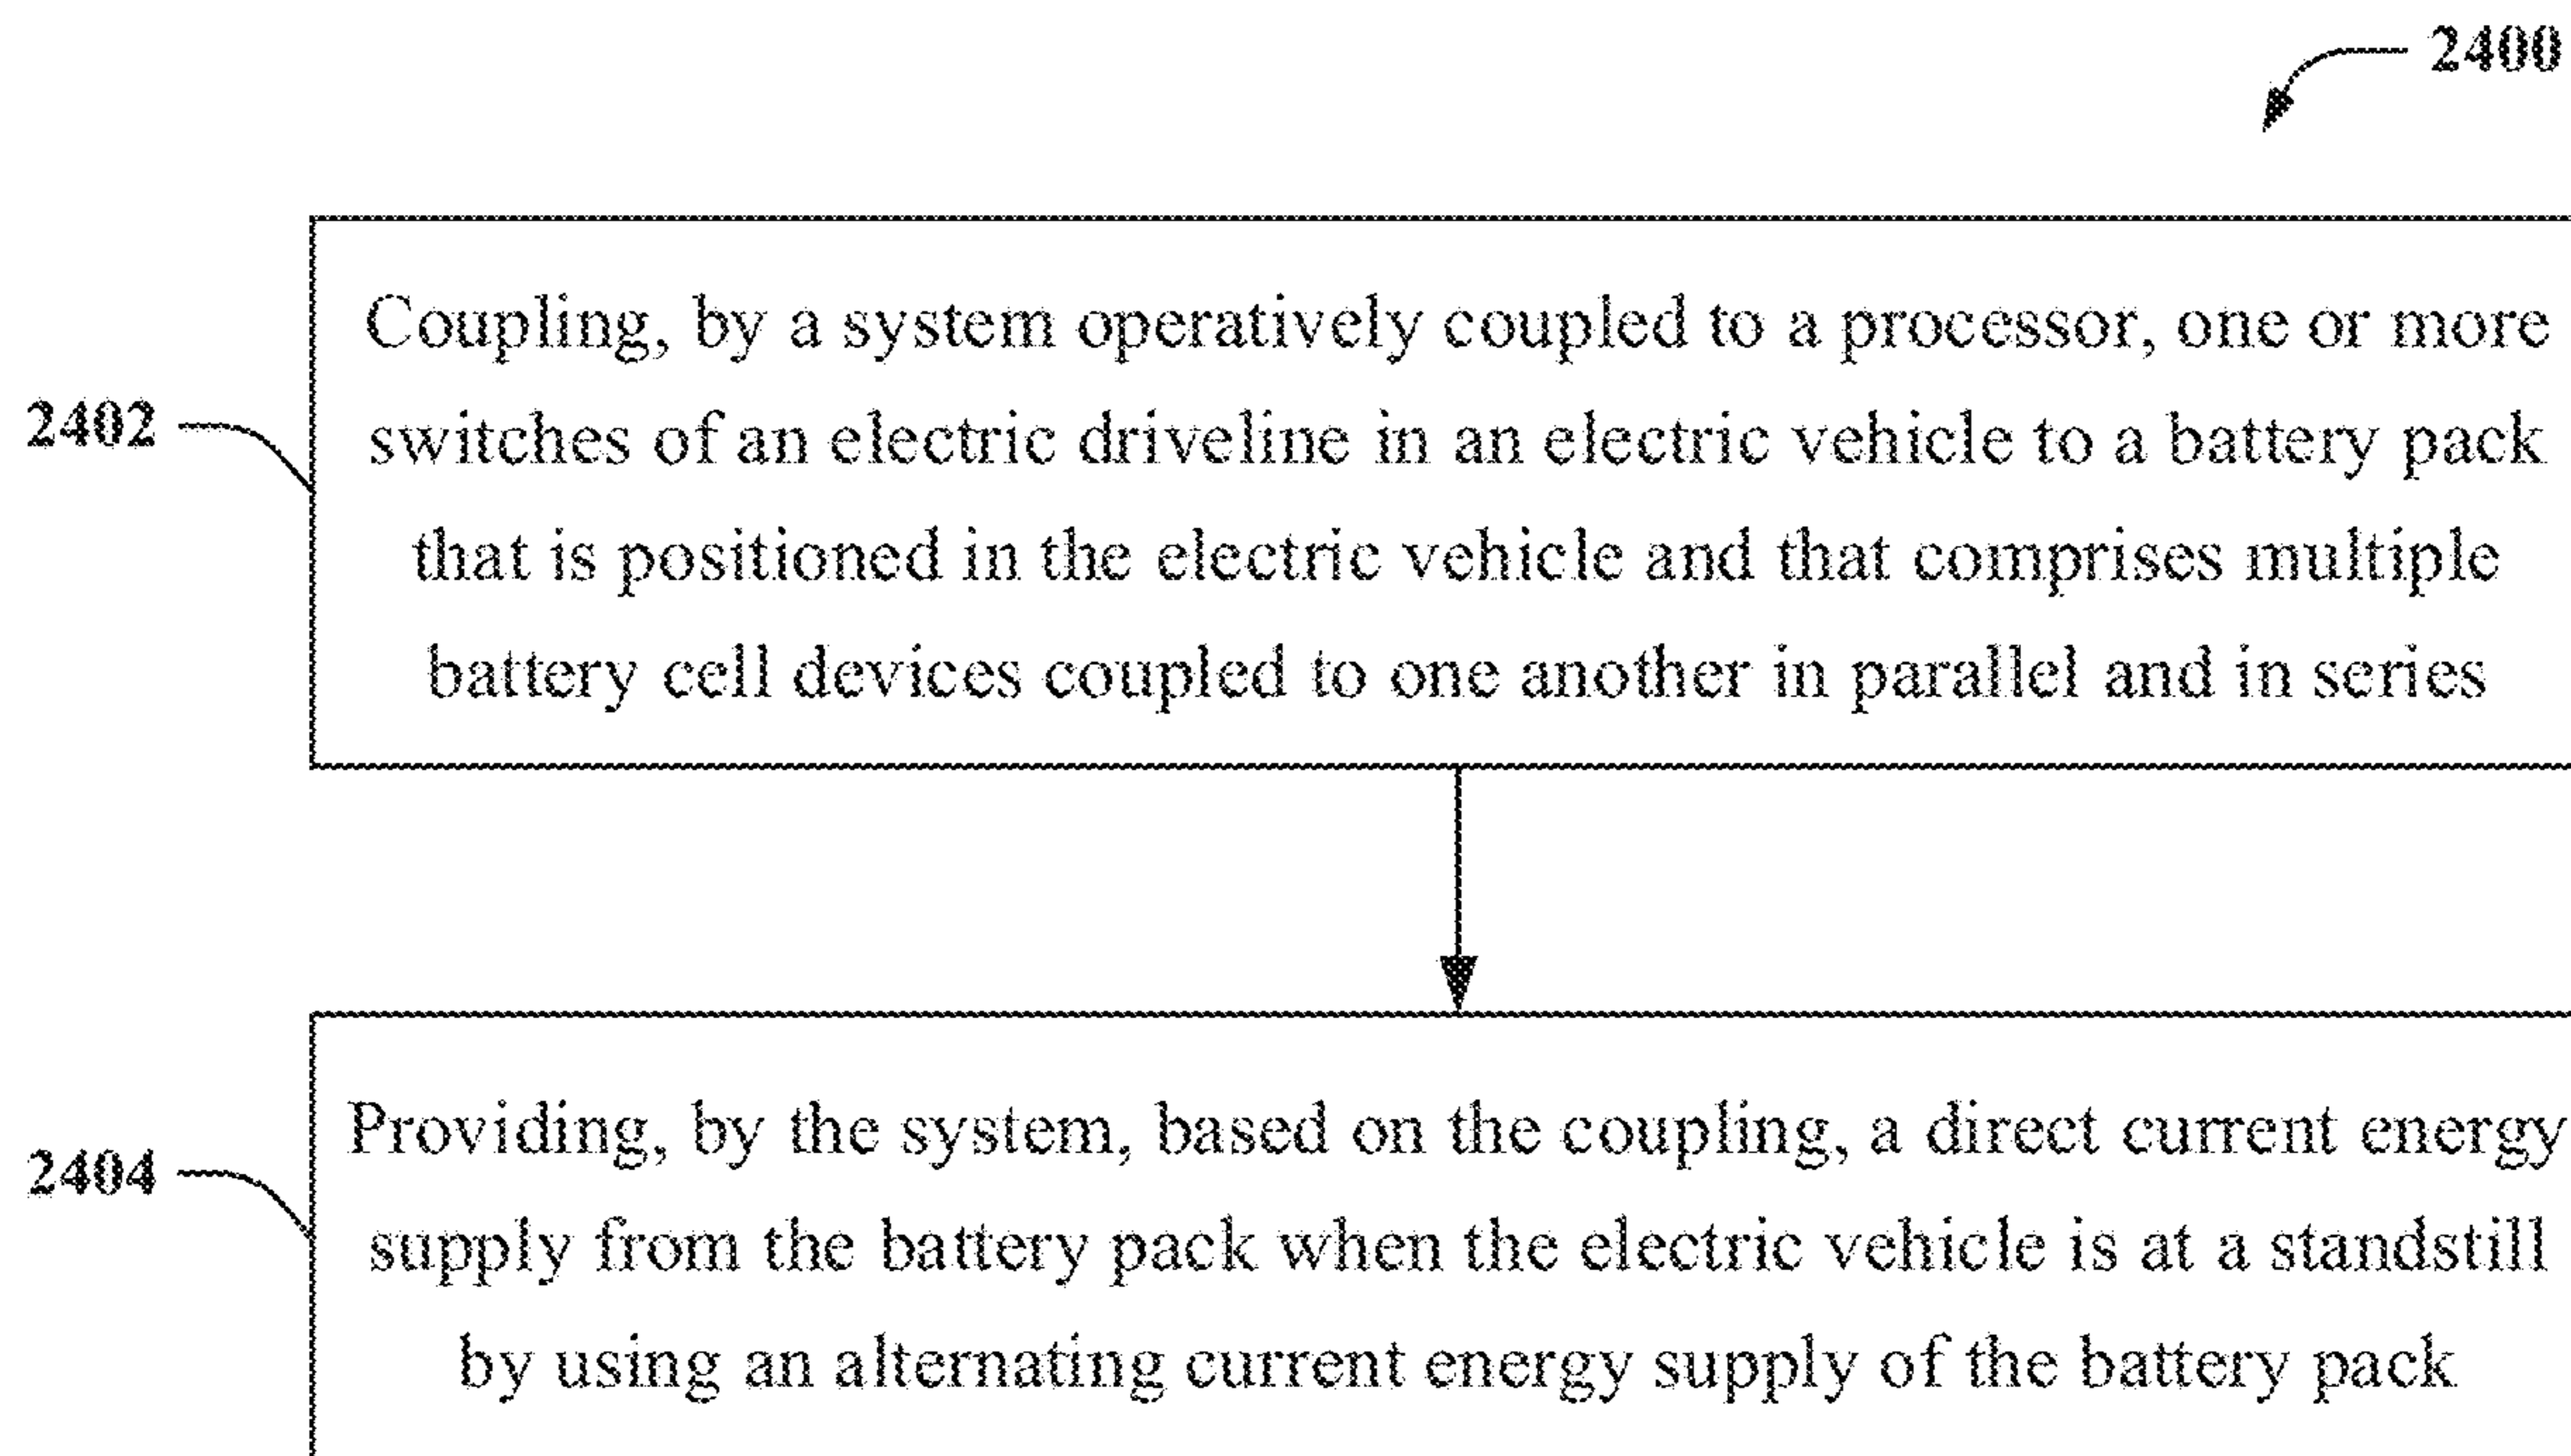 2400
Coupling, by a system operatively coupled to a processor, one or more
switches of an electric driveline in an electric vehicle to a battery pack
that is positioned in the electric vehicle and that comprises multiple
battery cell devices coupled to one another in parallel and in series
2402
Providing, by the system, based on the coupling, a direct current energy
supply from the battery pack when the electric vehicle is at a standstill
by using an alternating current energy supply of the battery pack
2404